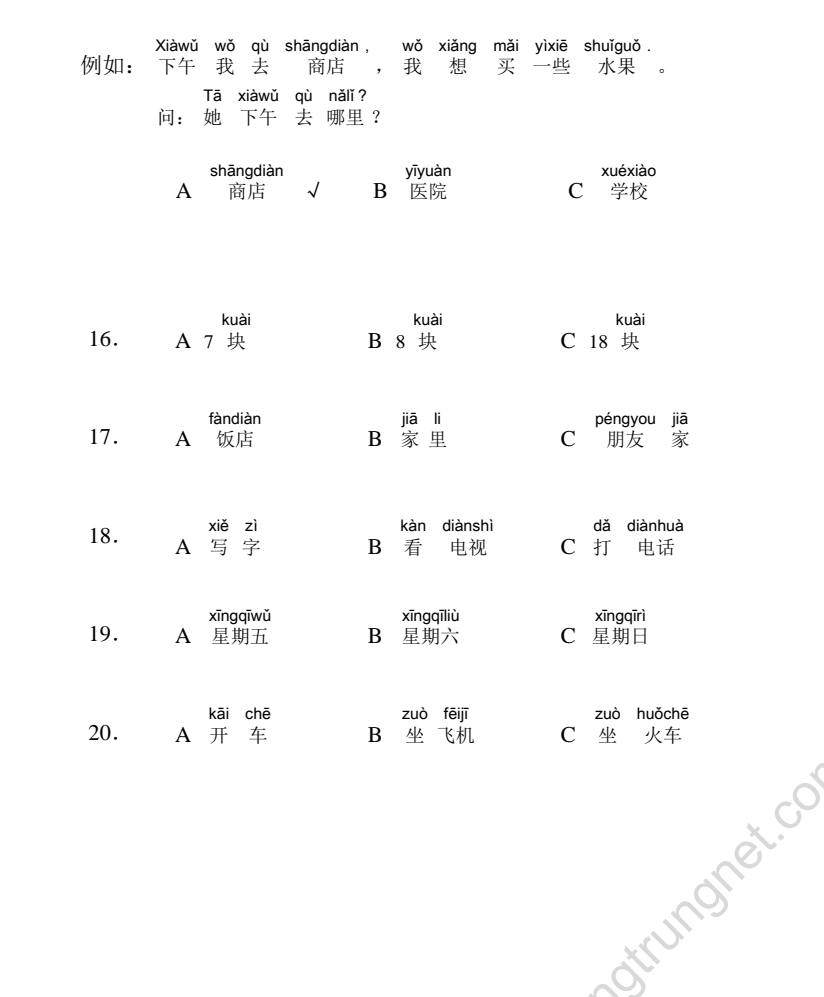 Xiàwǔ wǒ qù shāngdiàn, wǒ xiǎng mǎi yìxiē shuǐguǒ.
例如： 下午 我 去 商店 ， 我 想 买 一些 水果 。
Tā xiàwǔ qù nǎlǐ?
问： 她 下午 去 哪里？
shāngdiàn yīyuàn xuéxiào
A 商店 √ B 医院 C 学校
kuài kuài kuài
16. A 7 块 B 8 块 C 18 块
fàndiàn jiā li péngyou jiā
17. A 饭店 B 家 里 C 朋友 家
xiě zì kàn diànshì dǎ diànhuà
18. A 写 字 B 看 电视 C 打 电话
xīngqīwǔ xīngqīliù xīngqīrì
19. A 星期五 B 星期六 C 星期日
kāi chē zuò fēijī zuò huǒchē
20. A 开 车 B 坐 飞机 C 坐 火车